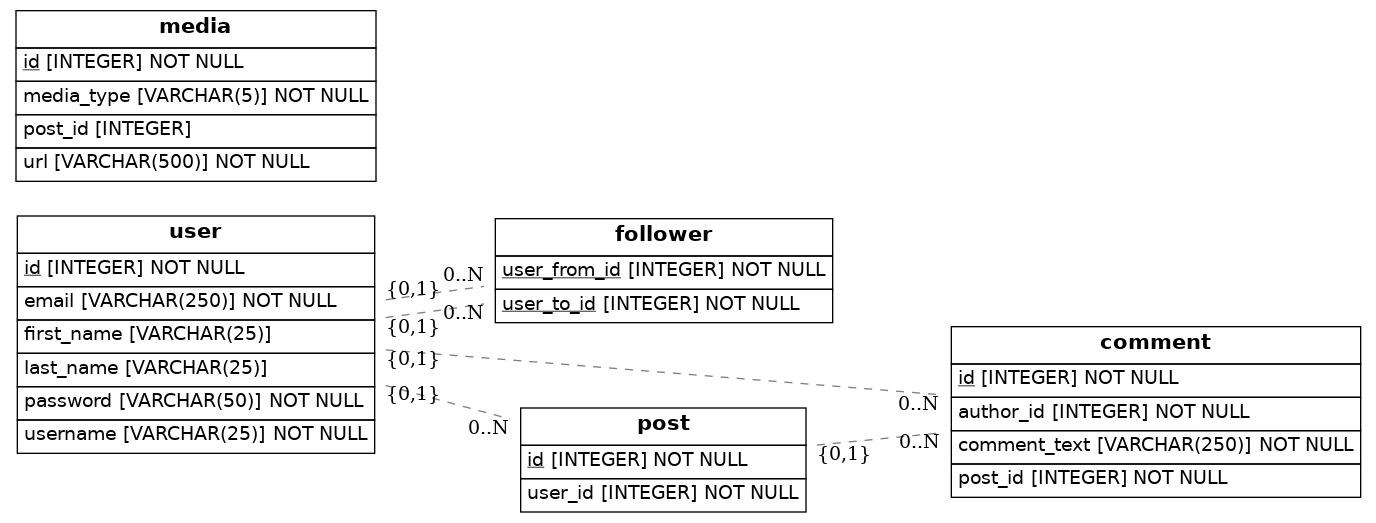 media
id [INTEGER] NOT NULL
media_type [VARCHAR(5)] NOT NULL
post_id [INTEGER]
url [VARCHAR(500)] NOT NULL
user
id [INTEGER] NOT NULL
email [VARCHAR(250)] NOT NULL
first_name [VARCHAR(25)]
last_name [VARCHAR(25)]
password [VARCHAR(50)] NOT NULL
username [VARCHAR(25)] NOT NULL
{0,1}
0..N
{0,1}
0..N
{0,1}
0..N
{0,1}
0..N
follower
user_from_id [INTEGER] NOT NULL
user_to_id [INTEGER] NOT NULL
post
id [INTEGER] NOT NULL
user_id [INTEGER] NOT NULL
{0,1}
0..N
comment
id [INTEGER] NOT NULL
author_id [INTEGER] NOT NULL
comment_text [VARCHAR(250)] NOT NULL
post_id [INTEGER] NOT NULL